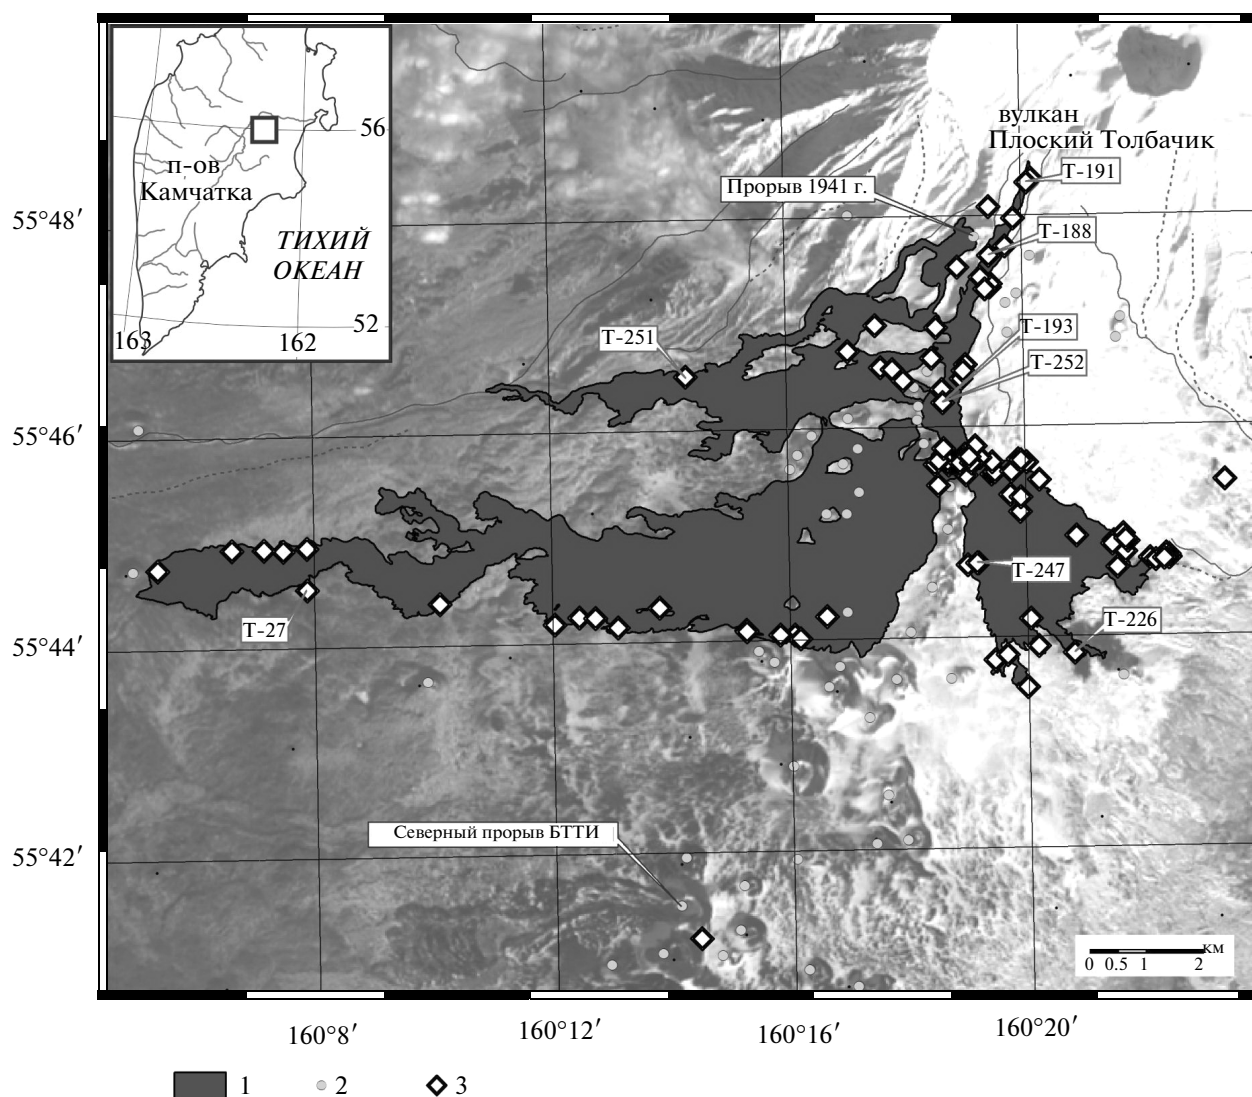 56
п-ов
Камчатка
ТИХИЙ
ОКЕАН
52
163
162
вулкан
Плоский Толбачик
Т-191
Прорыв 1941 г.
Т-188
55°48′
Т-193
Т-251
Т-252
55°46′
Т-247
Т-226
Т-27
55°44′
Северный прорыв БТТИ
55°42′
км
0 0.5 1 2
160°8′ 160°12′ 160°16′ 160°20′
1 2 3